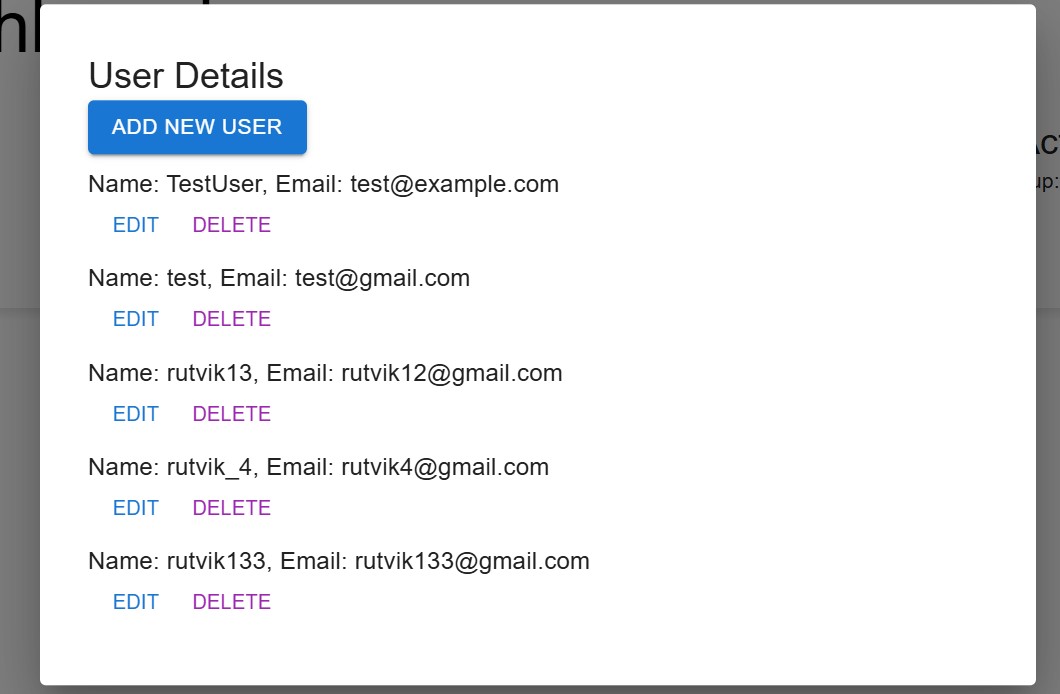 User Details
ADD NEW USER
Name: TestUser, Email: test@example.com
EDIT DELETE
Name: test, Email: test@gmail.com
EDIT DELETE
Name: rutvik13, Email: rutvik12@gmail.com
EDIT DELETE
Name: rutvik_4, Email: rutvik4@gmail.com
EDIT DELETE
Name: rutvik133, Email: rutvik133@gmail.com
EDIT DELETE